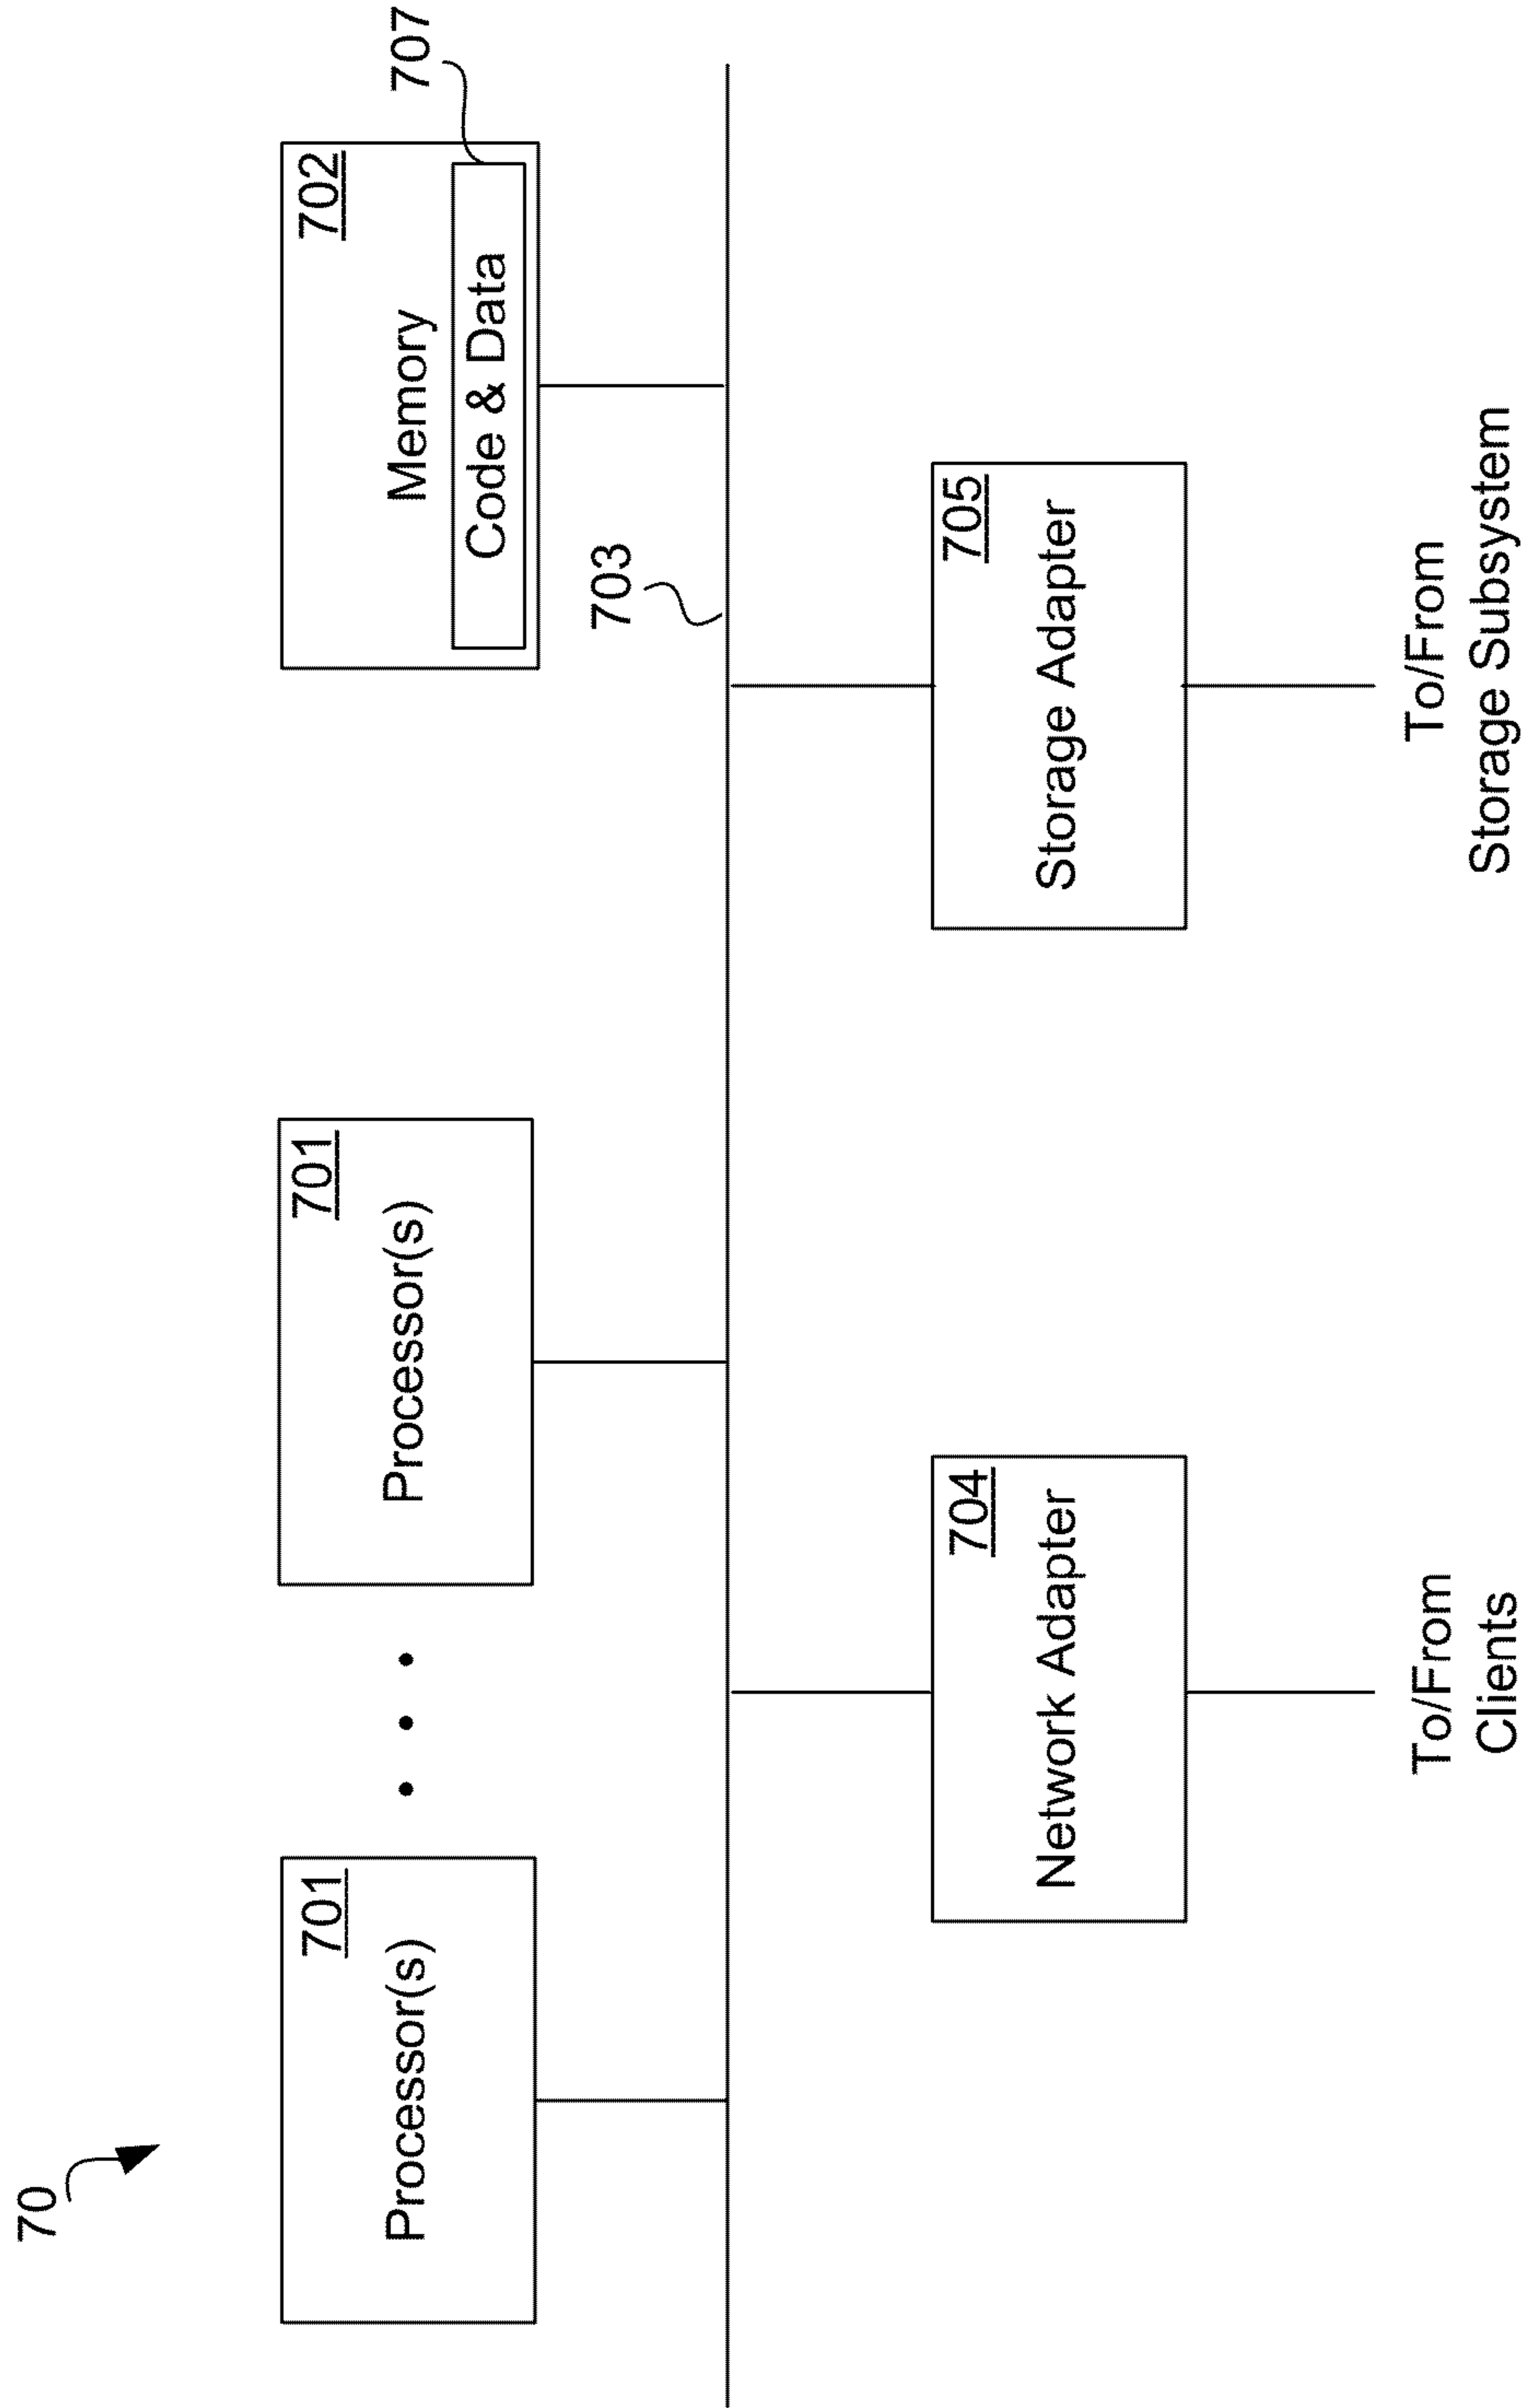 70
701
Processor(s)
701
Processor(s)
702
Memory
Code & Data
707
703
704
Network Adapter
705
Storage Adapter
To/From
Clients
To/From
Storage Subsystem